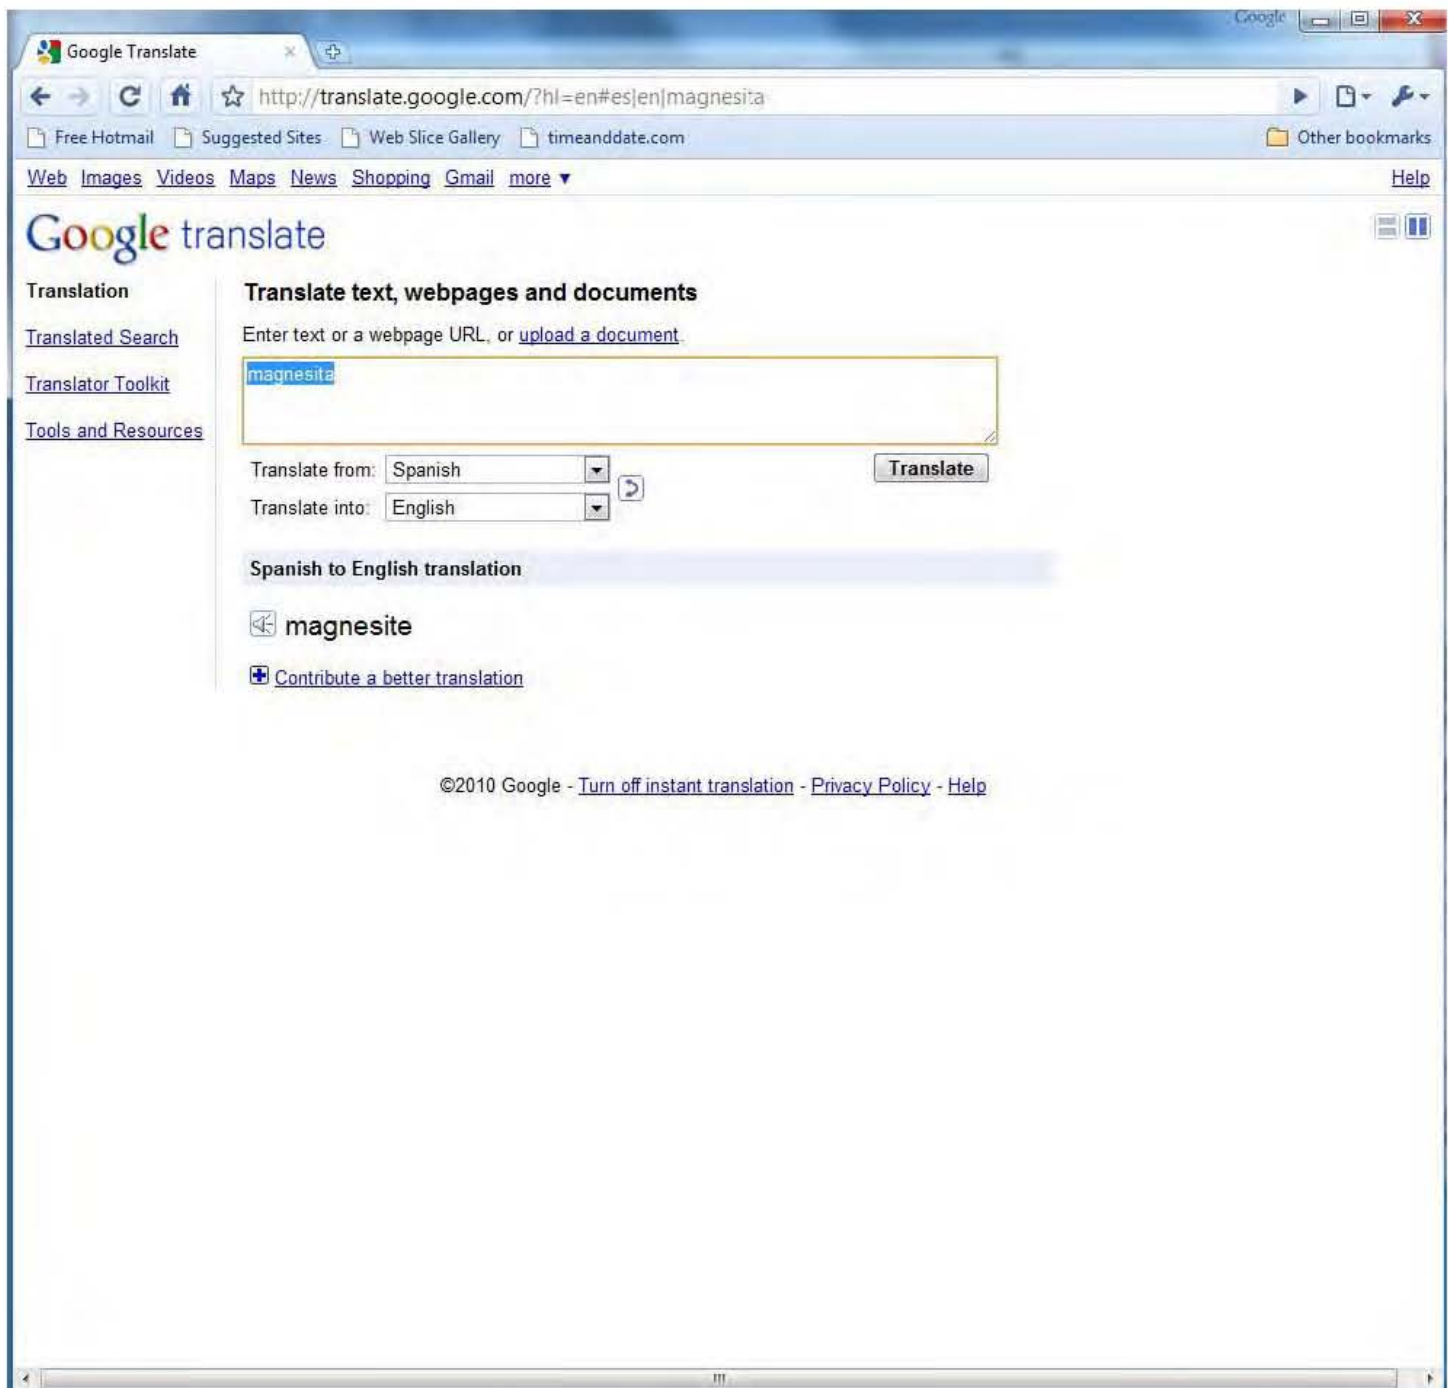 Google
Google Translate
http://translate.google.com/?hl=en#es|en|magnesita
Free Hotmail Suggested Sites Web Slice Gallery timeanddate.com Other bookmarks
Web Images Videos Maps News Shopping Gmail more ▼ Help
Google translate
Translation
Translated Search
Translator Toolkit
Tools and Resources
Translate text, webpages and documents
Enter text or a webpage URL, or upload a document.
magnesita
Translate from: Spanish Translate
Translate into: English
Spanish to English translation
magnesite
Contribute a better translation
©2010 Google - Turn off instant translation - Privacy Policy - Help